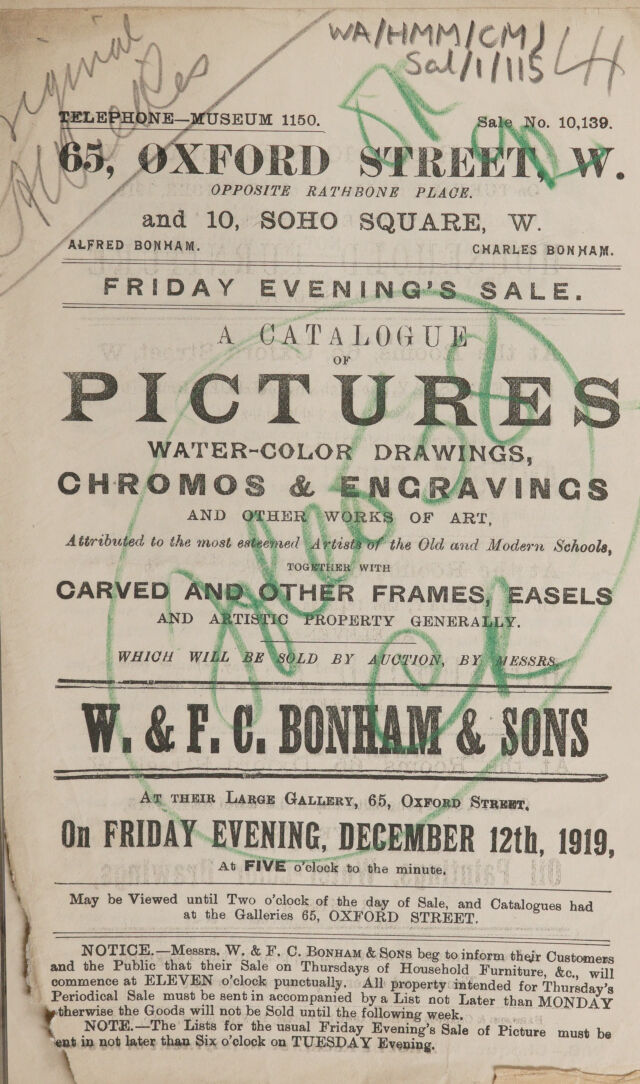 WA/HMM/CM/
Sal/1/115
TELEPHONE—MUSEUM 1150. Sale No. 10,139.
65, OXFORD STREET, W.
OPPOSITE RATHBONE PLACE.
and 10, SOHO SQUARE, W.
ALFRED BONHAM. CHARLES BONHAM.
FRIDAY EVENING'S SALE.
A CATALOGUE
OF
PICTURES
WATER-COLOR DRAWINGS,
CHROMOS & ENGRAVINGS
AND OTHER WORKS OF ART,
Attributed to the most esteemed Artists of the Old and Modern Schools,
TOGETHER WITH
CARVED AND OTHER FRAMES, EASELS
AND ARTISTIC PROPERTY GENERALLY.
WHICH WILL BE SOLD BY AUCTION, BY MESSRS.
W. & F. C. BONHAM & SONS
AT THEIR LARGE GALLERY, 65, OXFORD STREET,
On FRIDAY EVENING, DECEMBER 12th, 1919,
At FIVE o'clock to the minute.
May be Viewed until Two o'clock of the day of Sale, and Catalogues had
at the Galleries 65, OXFORD STREET.
NOTICE.—Messrs. W. & F. C. BONHAM & SONS beg to inform their Customers
and the Public that their Sale on Thursdays of Household Furniture, &c., will
commence at ELEVEN o'clock punctually. All property intended for Thursday's
Periodical Sale must be sent in accompanied by a List not Later than MONDAY
therwise the Goods will not be Sold until the following week.
NOTE.—The Lists for the usual Friday Evening's Sale of Picture must be
ent in not later than Six o'clock on TUESDAY Evening.